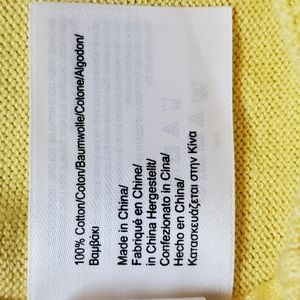 100% Cotton/Coton/Baumwolle/Cotone/Algodon/
Βαμβάκι
Made in China/
Fabriqué en Chine/
in China Hergestellt/
Confezionato in Cina/
Hecho en China/
Κατασκευάζεται στην Κίνα